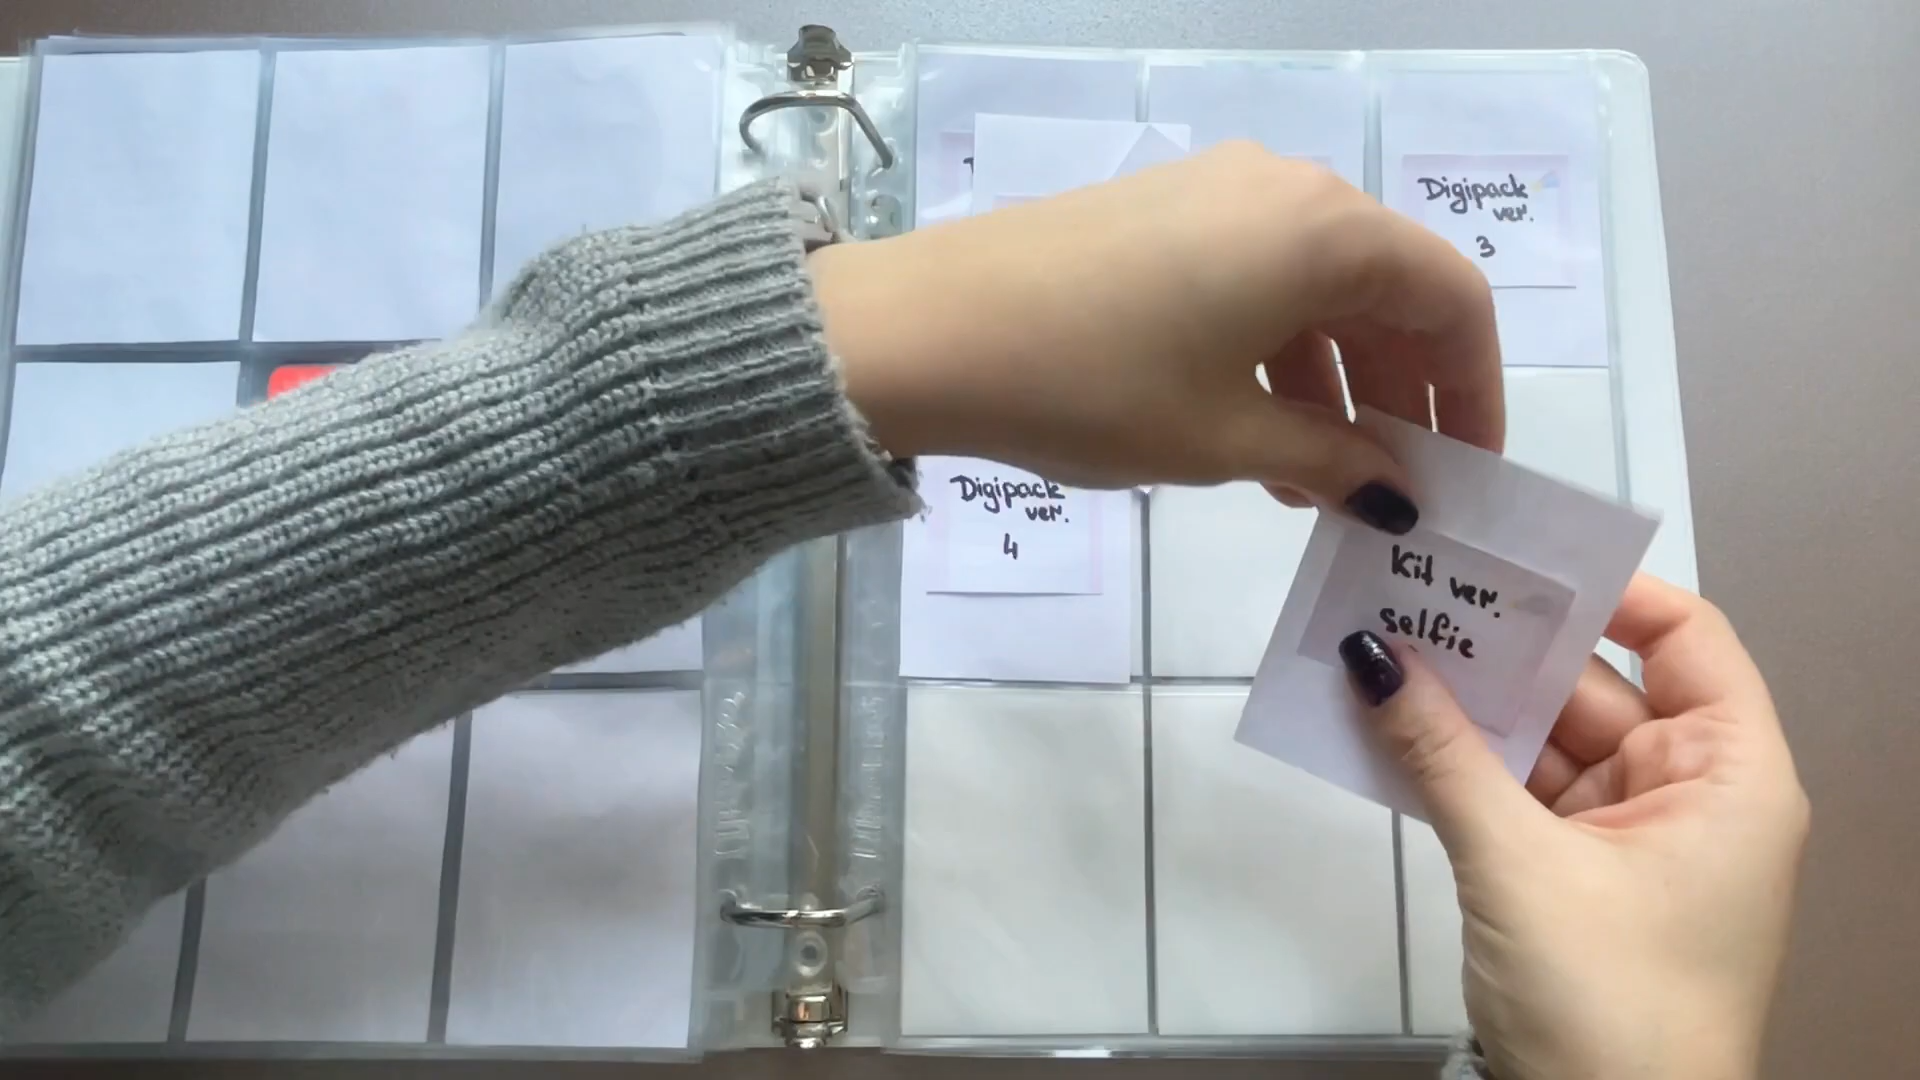 Digipack
ver.
3
Digipack
ver.
4
Kit ver.
selfie